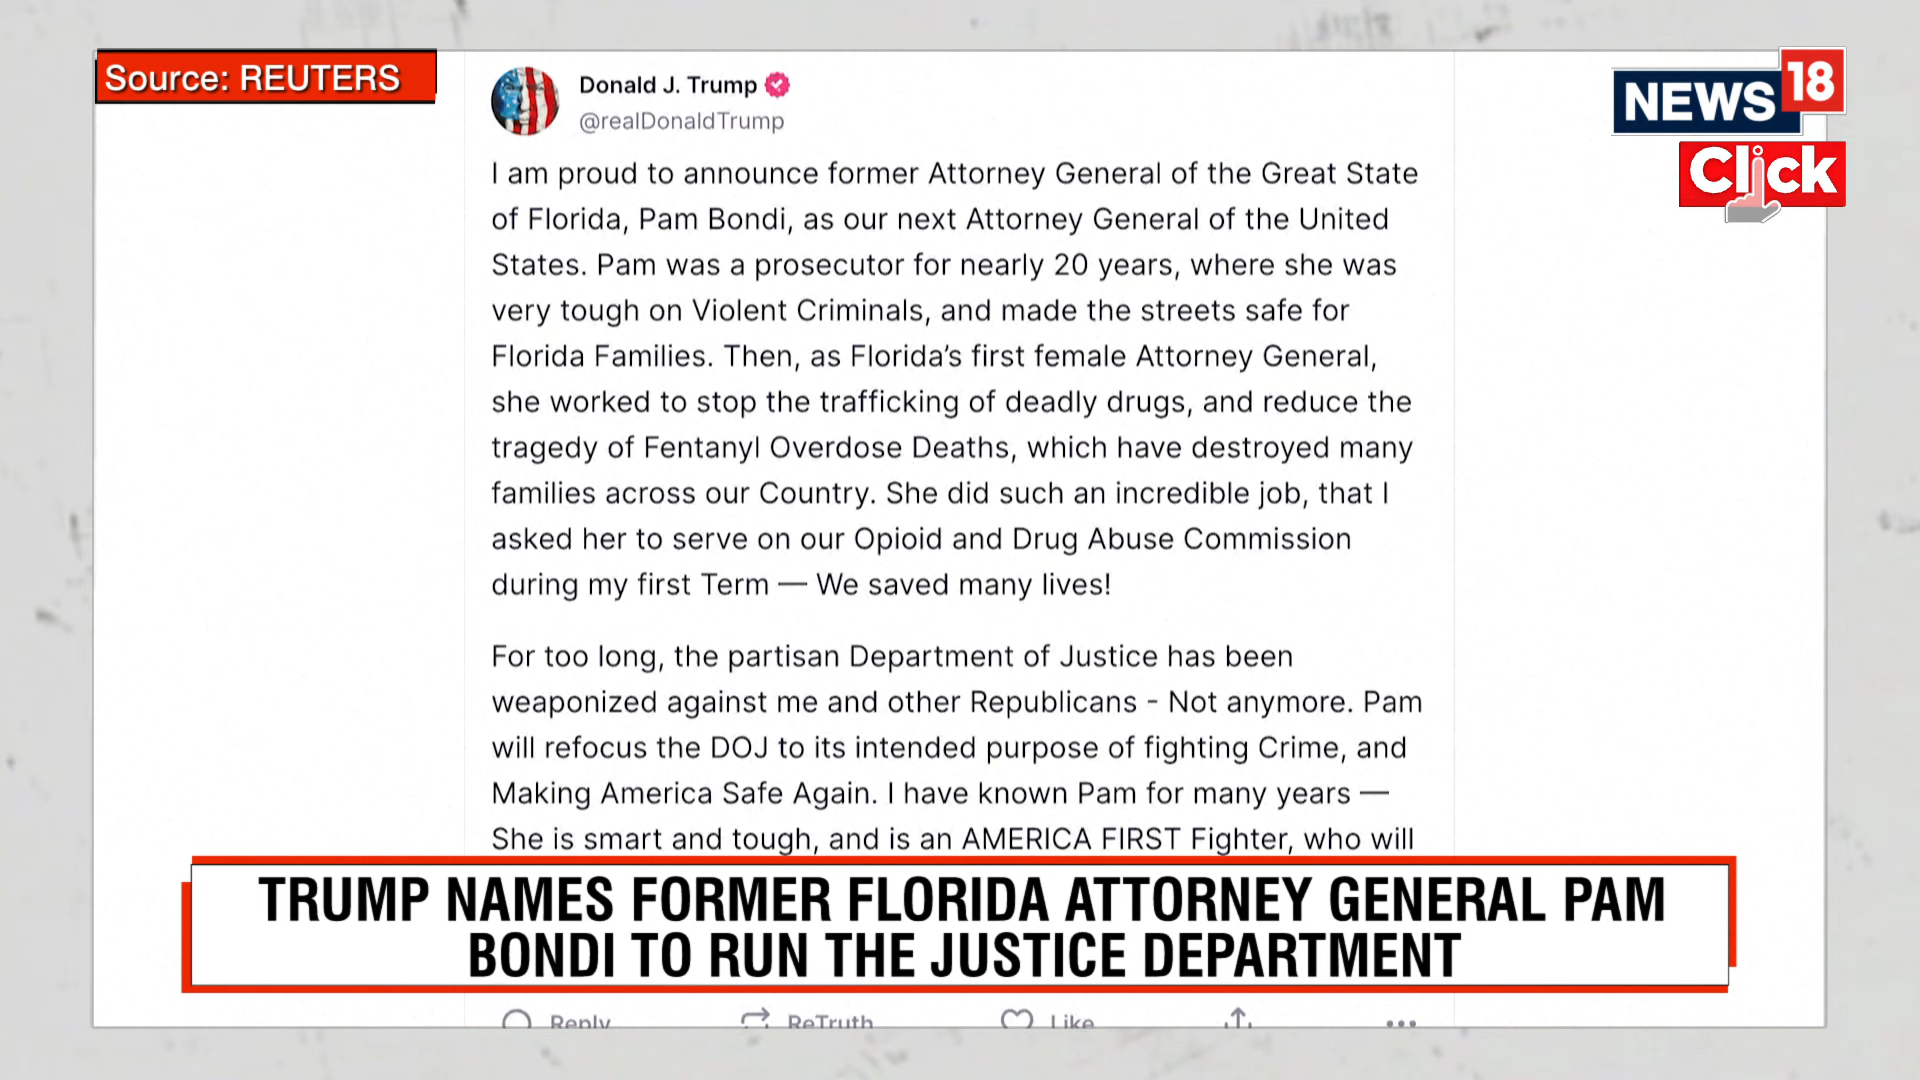 Source: REUTERS
NEWS 18
Click
Donald J. Trump
@realDonaldTrump
I am proud to announce former Attorney General of the Great State
of Florida, Pam Bondi, as our next Attorney General of the United
States. Pam was a prosecutor for nearly 20 years, where she was
very tough on Violent Criminals, and made the streets safe for
Florida Families. Then, as Florida’s first female Attorney General,
she worked to stop the trafficking of deadly drugs, and reduce the
tragedy of Fentanyl Overdose Deaths, which have destroyed many
families across our Country. She did such an incredible job, that I
asked her to serve on our Opioid and Drug Abuse Commission
during my first Term — We saved many lives!
For too long, the partisan Department of Justice has been
weaponized against me and other Republicans - Not anymore. Pam
will refocus the DOJ to its intended purpose of fighting Crime, and
Making America Safe Again. I have known Pam for many years —
She is smart and tough, and is an AMERICA FIRST Fighter, who will
TRUMP NAMES FORMER FLORIDA ATTORNEY GENERAL PAM
BONDI TO RUN THE JUSTICE DEPARTMENT
Reply ReTruth Like